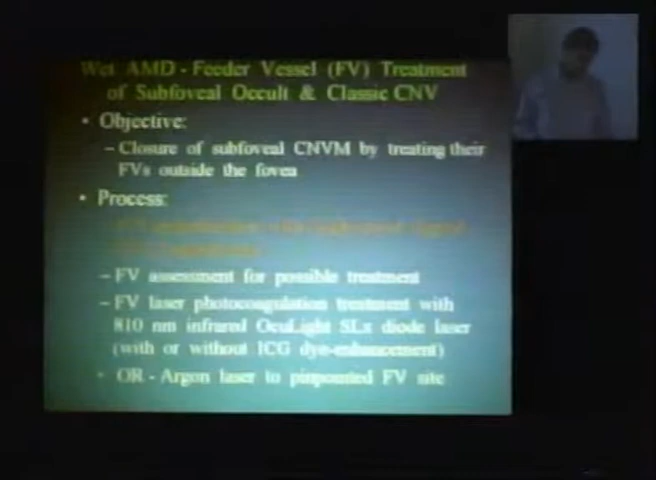 Wet AMD - Feeder Vessel (FV) Treatment
of Subfoveal Occult & Classic CNV
• Objective:
– Closure of subfoveal CNVM by treating their
FVs outside the fovea
• Process:
– FV assessment for possible treatment
– FV laser photocoagulation treatment with
810 nm infrared OcuLight SLx diode laser
(with or without ICG dye-enhancement)
• OR - Argon laser to pinpointed FV site